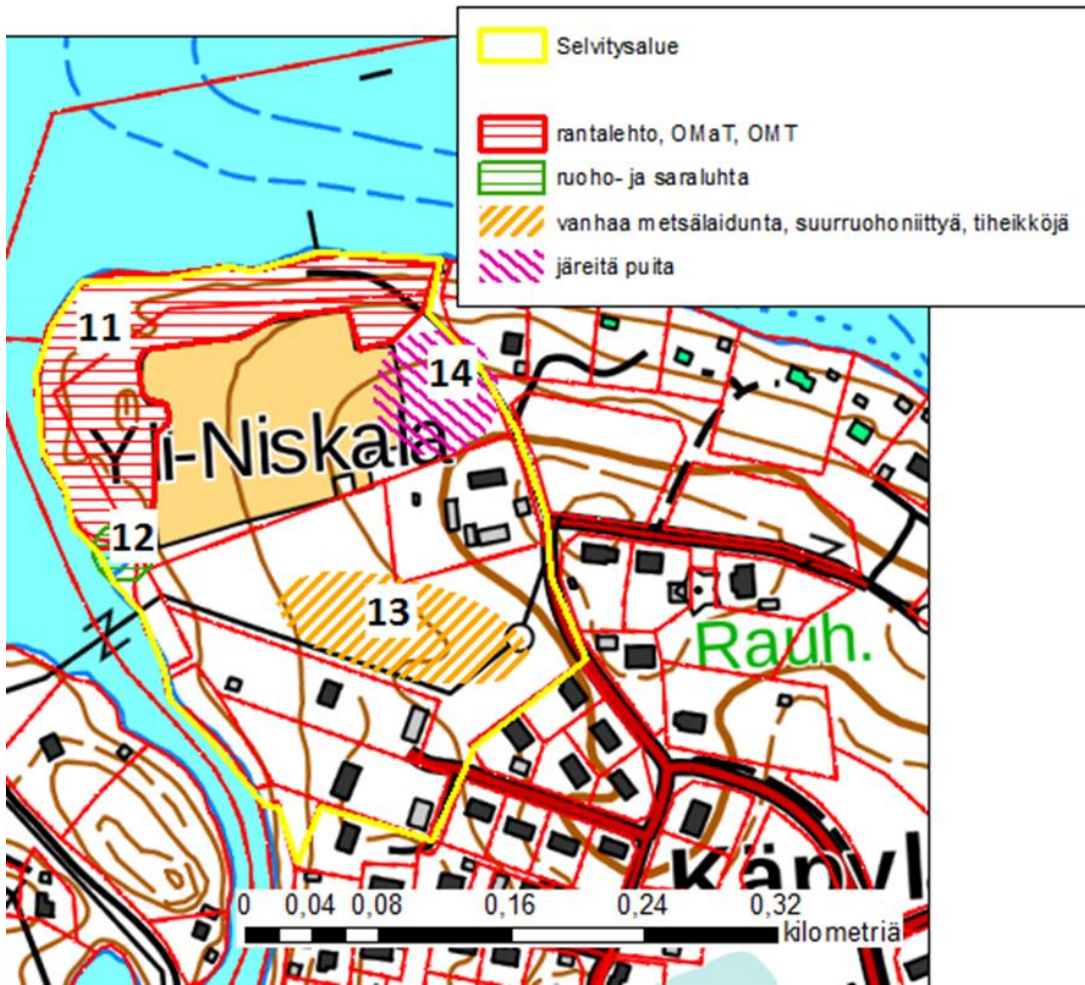 Selvitysalue
rantalehto, OMaT, OMT
ruoho- ja saraluhta
vanhaa metsälaidunta, suurruohoniittyä, tiheikköjä
järeitä puita
11
14
Yli-Niskala
12
13
Rauh.
0 0,04 0,08 0,16 0,24 0,32
kilometriä